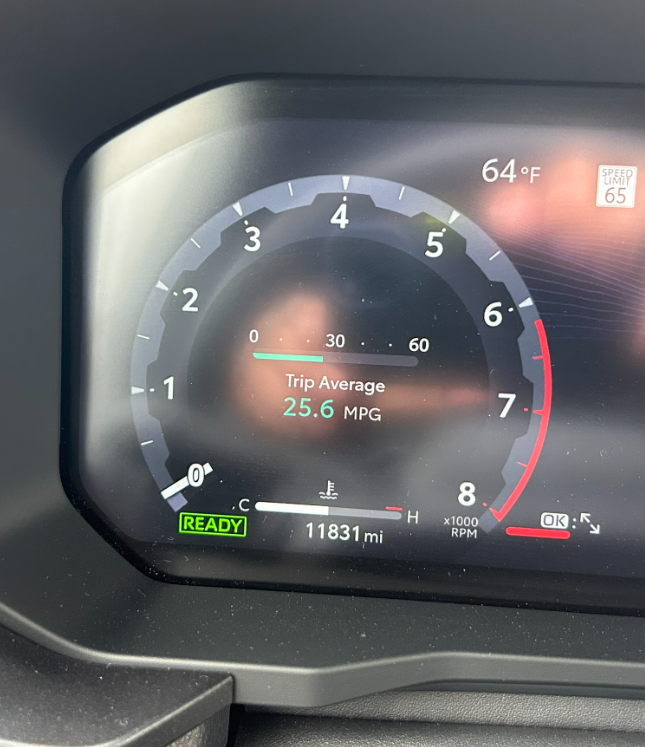 64°F
SPEED
LIMIT
65
0
1
2
3
4
5
6
7
8
0 · · 30 · · 60
Trip Average
25.6 MPG
C
H
READY
11831 mi
x1000
RPM
OK :